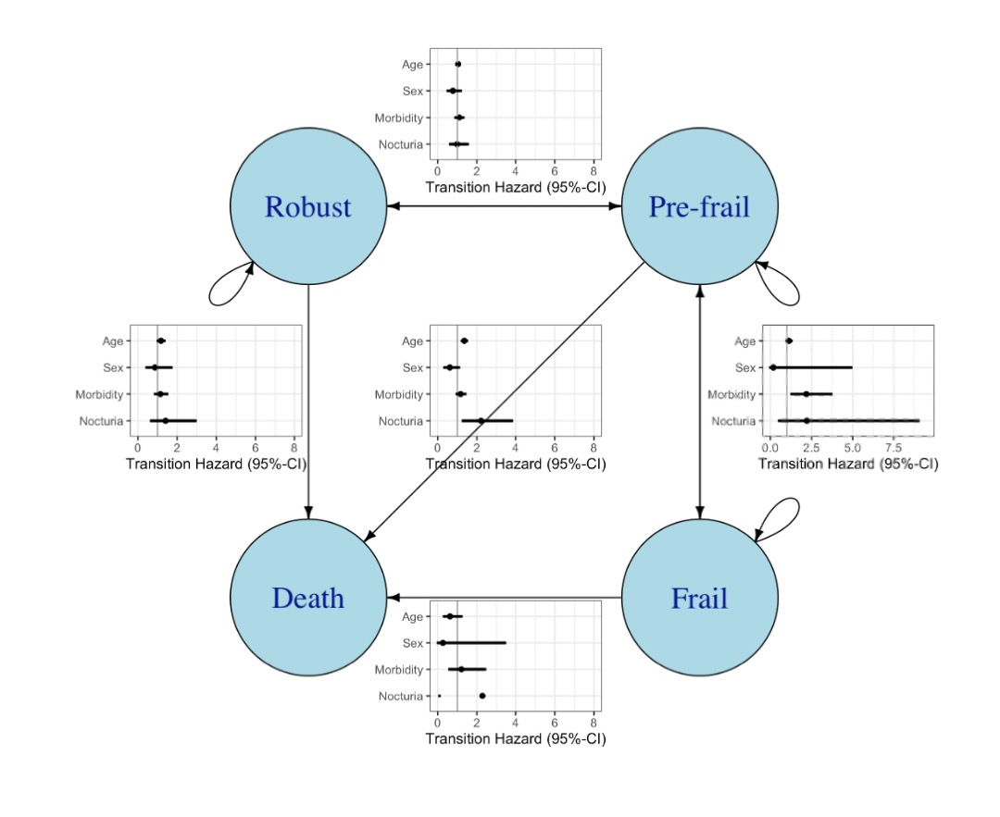 Age
Sex
Morbidity
Nocturia
0 2 4 6 8
Transition Hazard (95%-CI)
Robust
Pre-frail
Age
Sex
Morbidity
Nocturia
0 2 4 6 8
Transition Hazard (95%-CI)
Age
Sex
Morbidity
Nocturia
0 2 4 6 8
Transition Hazard (95%-CI)
Age
Sex
Morbidity
Nocturia
0.0 2.5 5.0 7.5
Transition Hazard (95%-CI)
Death
Frail
Age
Sex
Morbidity
Nocturia
0 2 4 6 8
Transition Hazard (95%-CI)